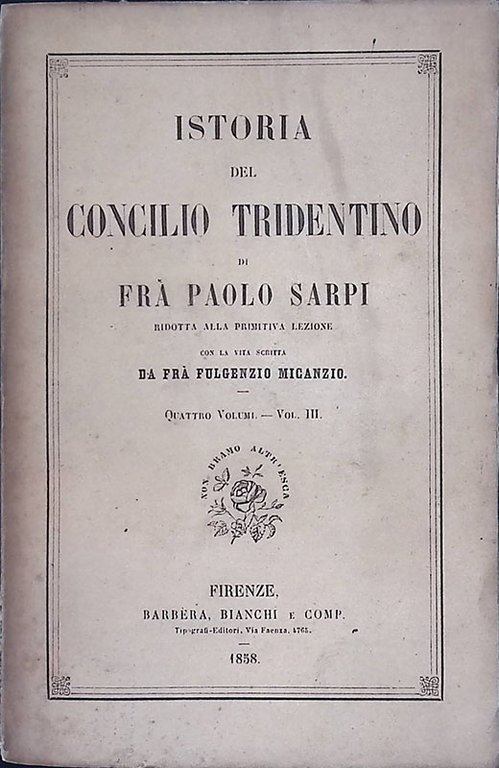 ISTORIA
DEL
CONCILIO TRIDENTINO
DI
FRÀ PAOLO SARPI
RIDOTTA ALLA PRIMITIVA LEZIONE
CON LA VITA SCRITTA
DA FRÀ FULGENZIO MICANZIO.
QUATTRO VOLUMI. — VOL. III.
NON BRAMO ALTR'ESCA
FIRENZE,
BARBÈRA, BIANCHI E COMP.
Tipografi-Editori, Via Faenza, 4765.
1858.